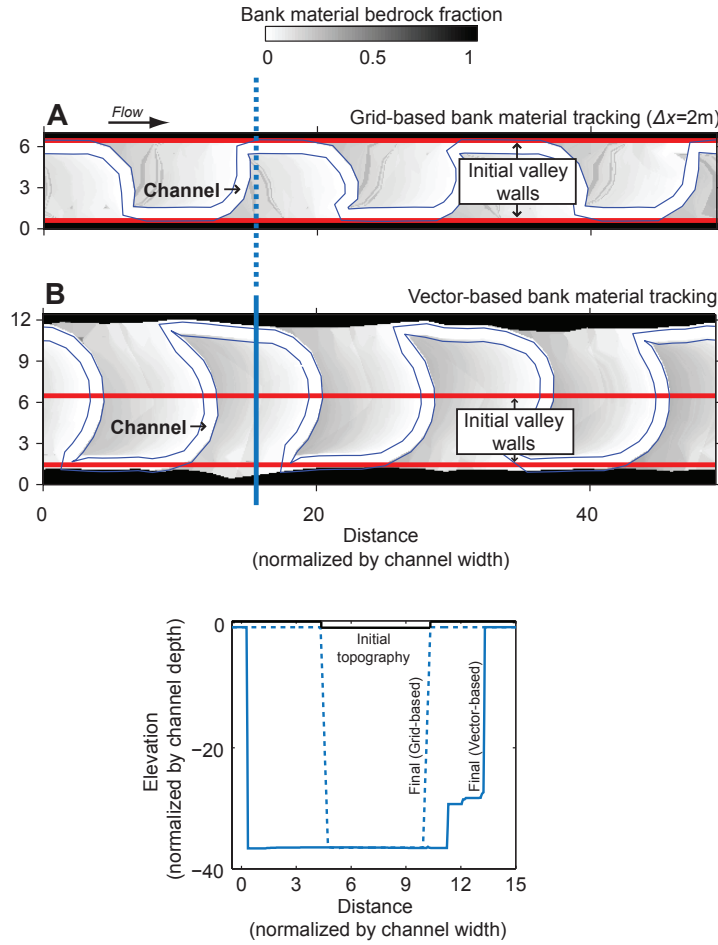 Bank material bedrock fraction
0 0.5 1
A Flow Grid-based bank material tracking (Δx=2m)
6
3
0
Channel
Initial valley
walls
B Vector-based bank material tracking
12
9
6
3
0
Channel
Initial valley
walls
0 20 40
Distance
(normalized by channel width)
Elevation
(normalized by channel depth)
0
−20
−40
Initial
topography
Final (Grid-based)
Final (Vector-based)
0 3 6 9 12 15
Distance
(normalized by channel width)